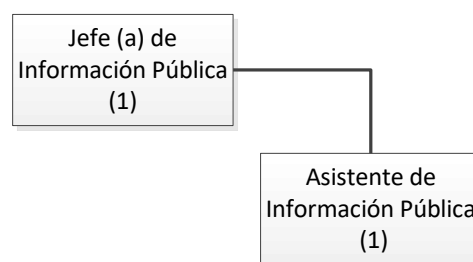 Jefe (a) de
Información Pública
(1)
Asistente de
Información Pública
(1)